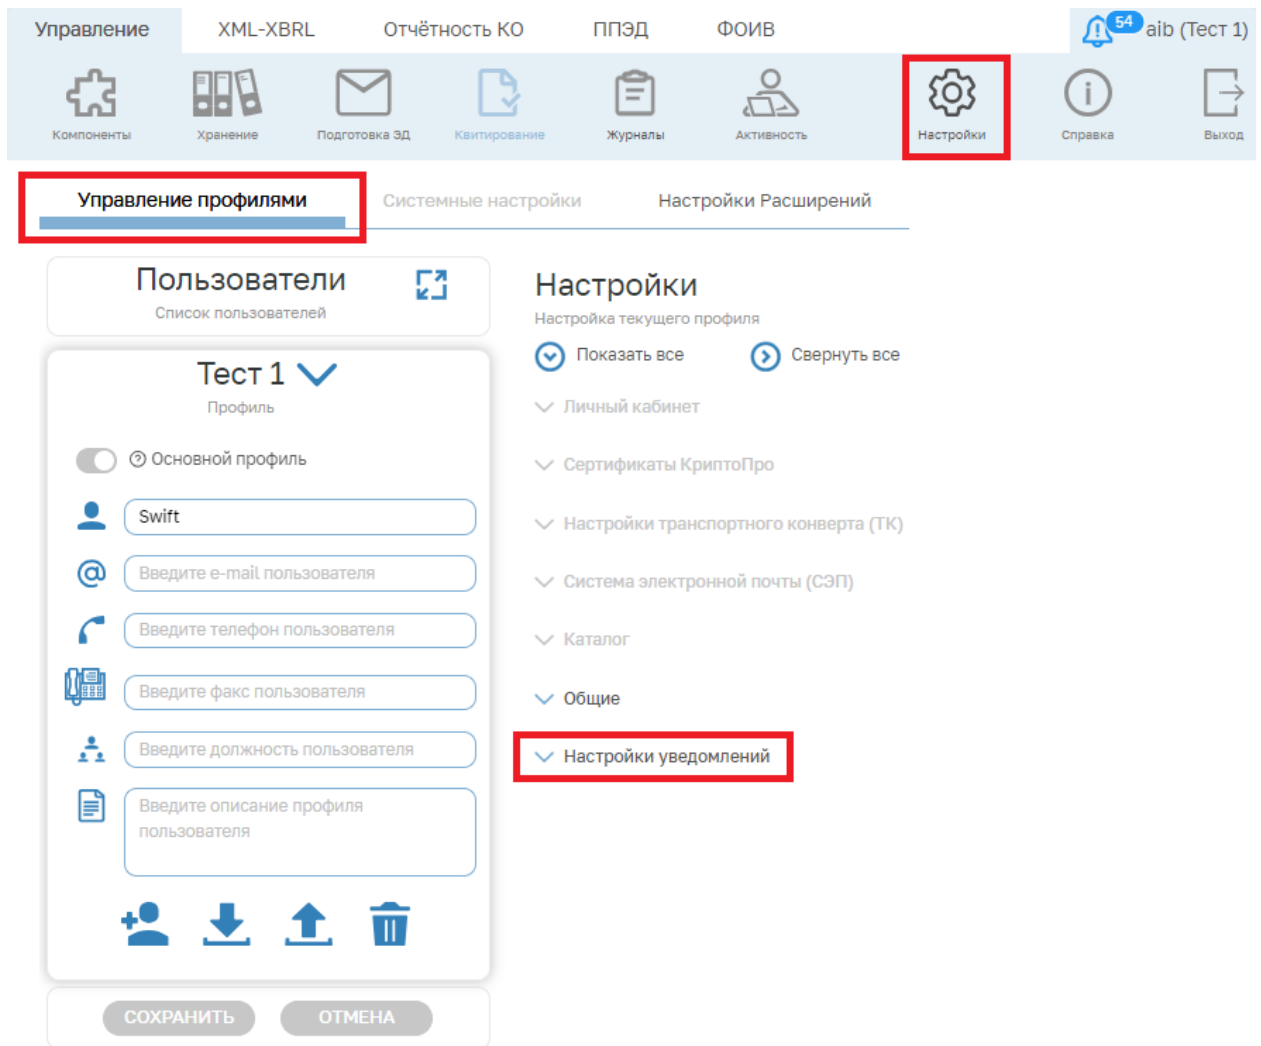 Управление XML-XBRL Отчётность КО ППЭД ФОИВ 54 aib (Тест 1)
Компоненты Хранение Подготовка ЭД Квитирование Журналы Активность Настройки Справка Выход
Управление профилями Системные настройки Настройки Расширений
Пользователи
Список пользователей
Настройки
Настройка текущего профиля
Показать все Свернуть все
Тест 1
Профиль
Основной профиль
Swift
Введите e-mail пользователя
Введите телефон пользователя
Введите факс пользователя
Введите должность пользователя
Введите описание профиля
пользователя
СОХРАНИТЬ ОТМЕНА
Личный кабинет
Сертификаты КриптоПро
Настройки транспортного конверта (ТК)
Система электронной почты (СЭП)
Каталог
Общие
Настройки уведомлений